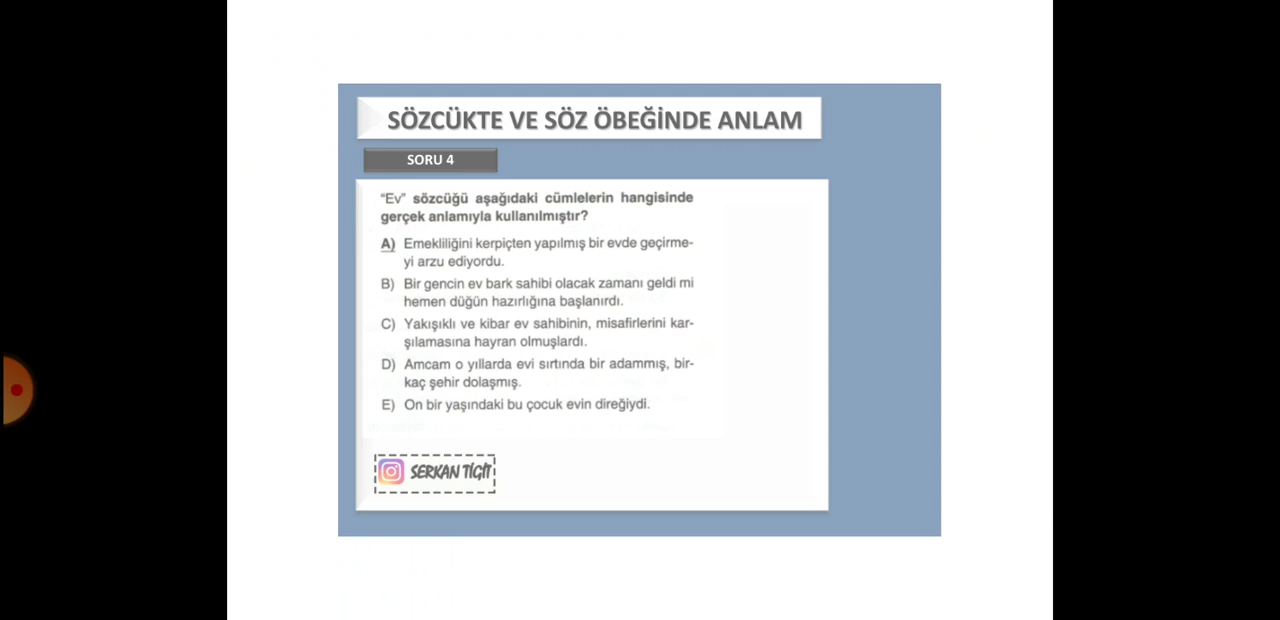 SÖZCÜKTE VE SÖZ ÖBEĞİNDE ANLAM
SORU 4
"Ev" sözcüğü aşağıdaki cümlelerin hangisinde
gerçek anlamıyla kullanılmıştır?
A) Emekliliğini kerpiçten yapılmış bir evde geçirme-
yi arzu ediyordu.
B) Bir gencin ev bark sahibi olacak zamanı geldi mi
hemen düğün hazırlığına başlanırdı.
C) Yakışıklı ve kibar ev sahibinin, misafirlerini kar-
şılamasına hayran olmuşlardı.
D) Amcam o yıllarda evi sırtında bir adammış, bir-
kaç şehir dolaşmış.
E) On bir yaşındaki bu çocuk evin direğiydi.
SERKAN TİGİT